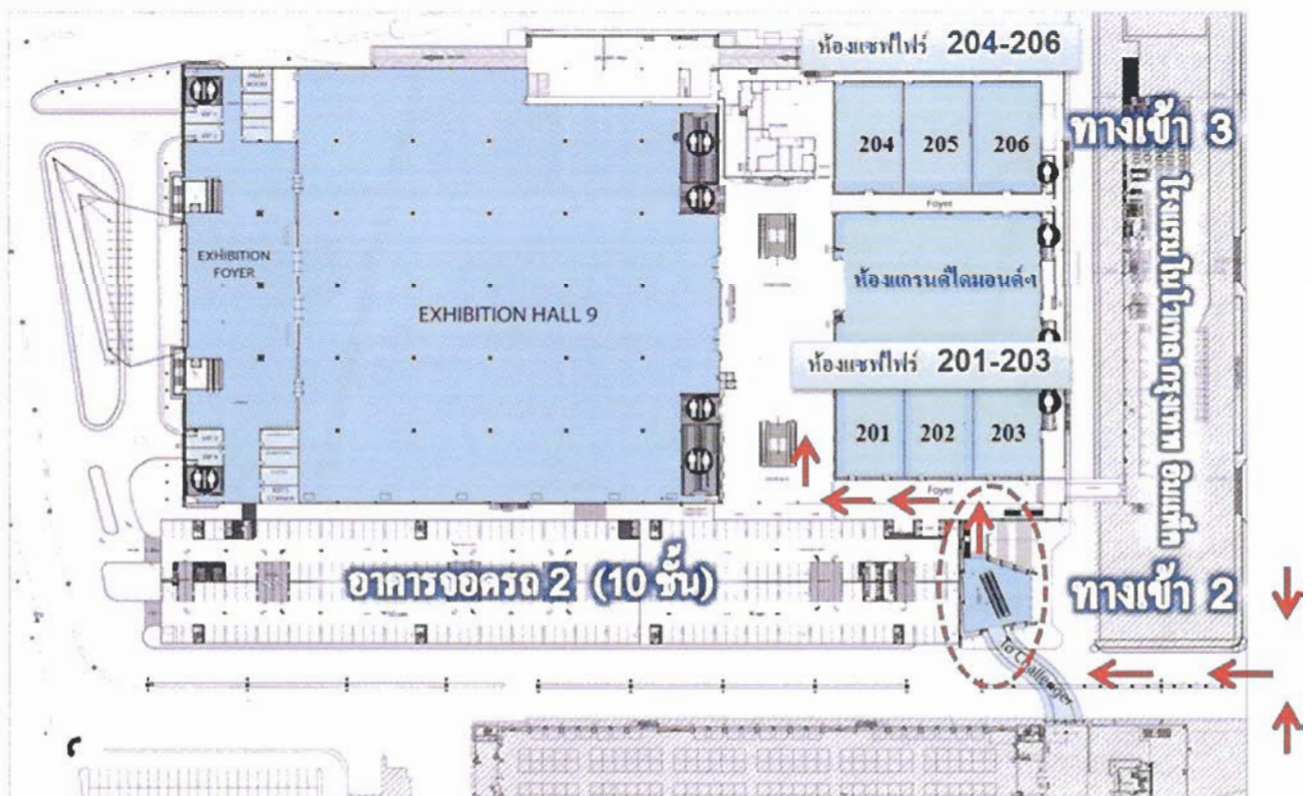 ห้องแซฟไฟร์ 204-206
204
205
206
ทางเข้า 3
Foyer
EXHIBITION
FOYER
EXHIBITION HALL 9
ห้องแกรนด์ไดมอนด์ฯ
โรงแรมโนโวเทล กรุงเทพ อิมแพ็ค
ห้องแซฟไฟร์ 201-203
201
202
203
Foyer
อาคารจอดรถ 2 (10 ชั้น)
ทางเข้า 2
To Challenger